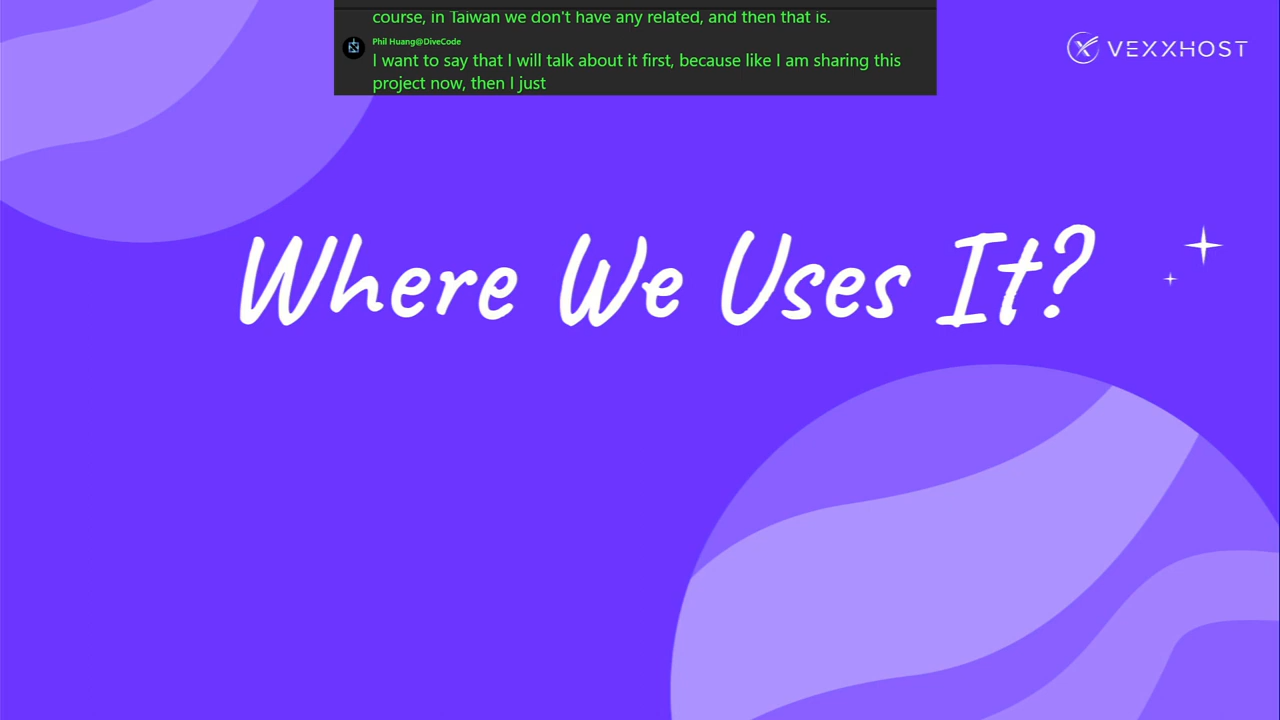 course, in Taiwan we don't have any related, and then that is.
Phil Huang@DiveCode
I want to say that I will talk about it first, because like I am sharing this
project now, then I just
VEXXHOST
Where We Uses It?